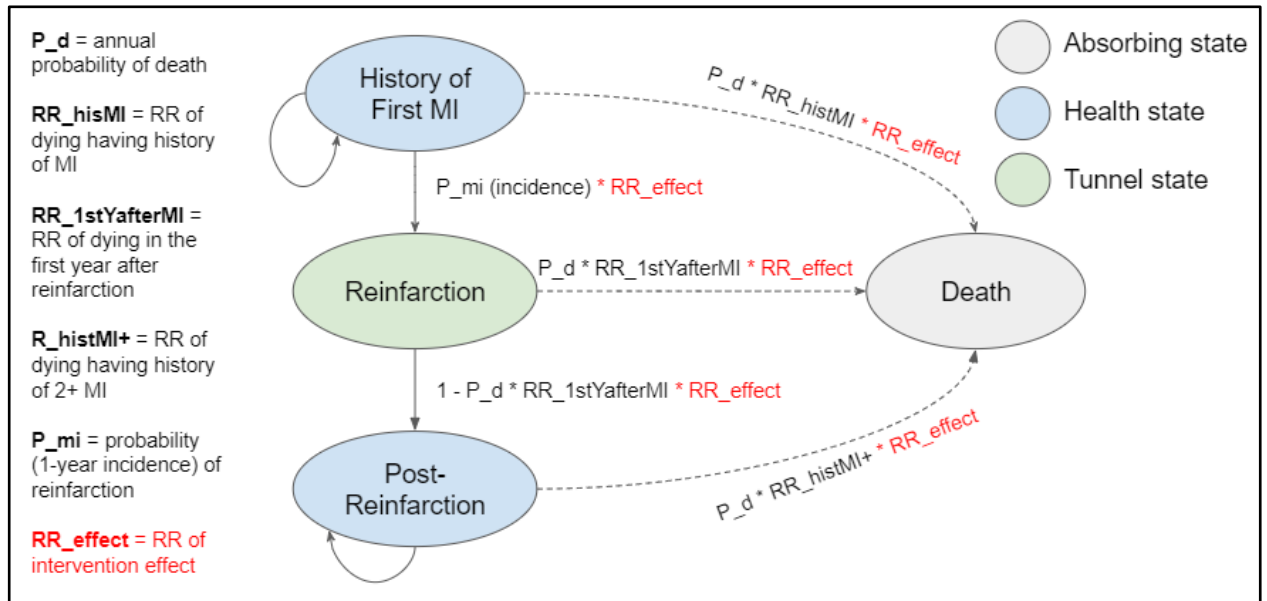 P_d = annual
probability of death
RR_hisMI = RR of
dying having history
of MI
RR_1stYafterMI =
RR of dying in the
first year after
reinfarction
R_histMI+ = RR of
dying having history
of 2+ MI
P_mi = probability
(1-year incidence) of
reinfarction
RR_effect = RR of
intervention effect
History of
First MI
P_d * RR_histMI * RR_effect
P_mi (incidence) * RR_effect
Reinfarction
P_d * RR_1stYafterMI * RR_effect
Death
1 - P_d * RR_1stYafterMI * RR_effect
Post-
Reinfarction
P_d * RR_histMI+ * RR_effect
Absorbing state
Health state
Tunnel state